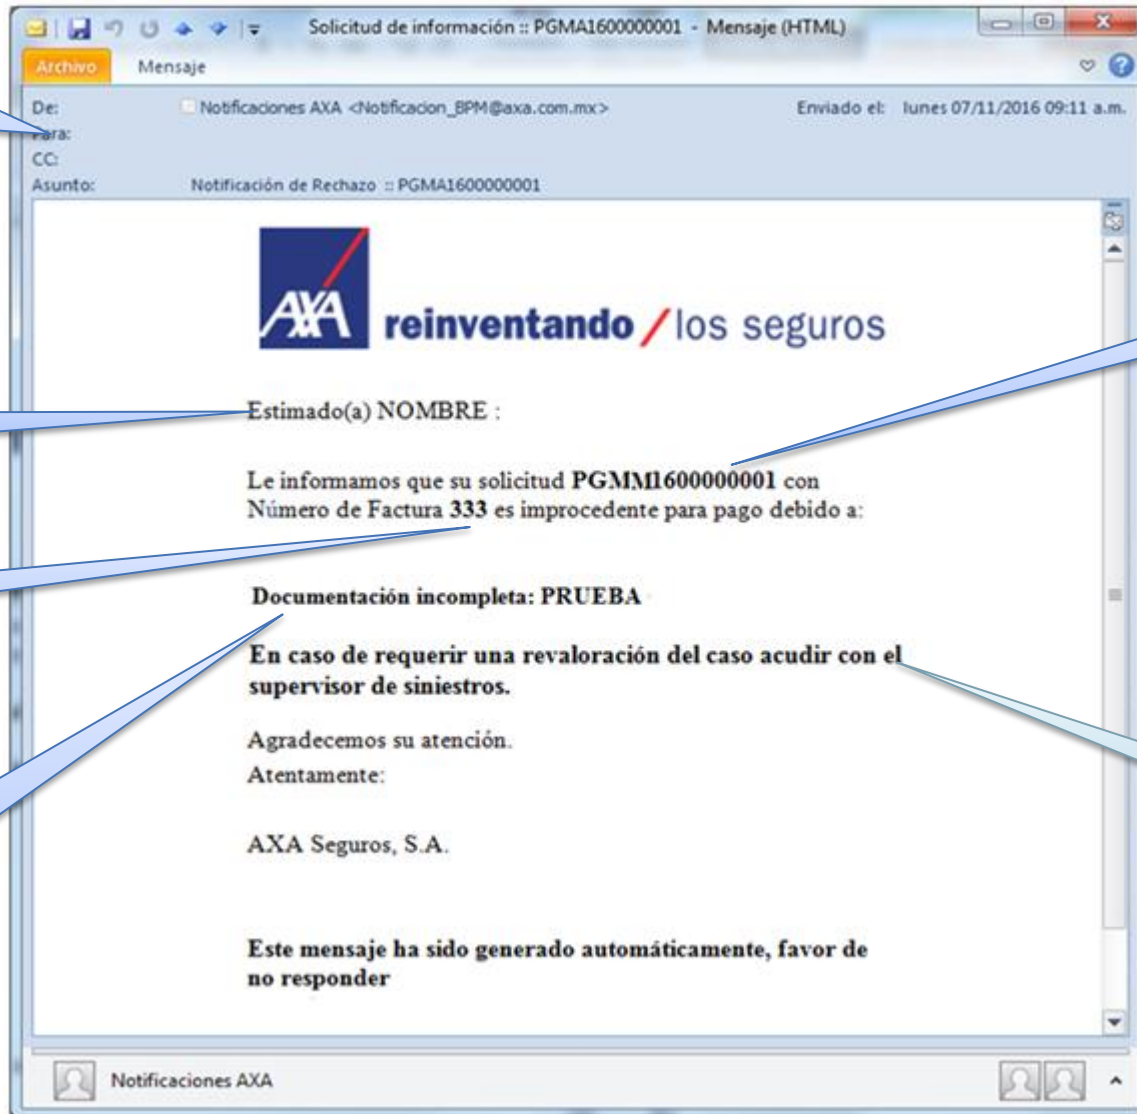 Solicitud de información :: PGMA1600000001 - Mensaje (HTML)
Archivo Mensaje
De: Notificaciones AXA <Notificacion_BPM@axa.com.mx> Enviado el: lunes 07/11/2016 09:11 a.m.
Para:
CC:
Asunto: Notificación de Rechazo :: PGMA1600000001
AXA reinventando / los seguros
Estimado(a) NOMBRE :
Le informamos que su solicitud PGMM1600000001 con
Número de Factura 333 es improcedente para pago debido a:
Documentación incompleta: PRUEBA
En caso de requerir una revaloración del caso acudir con el
supervisor de siniestros.
Agradecemos su atención.
Atentamente:
AXA Seguros, S.A.
Este mensaje ha sido generado automáticamente, favor de
no responder
Notificaciones AXA